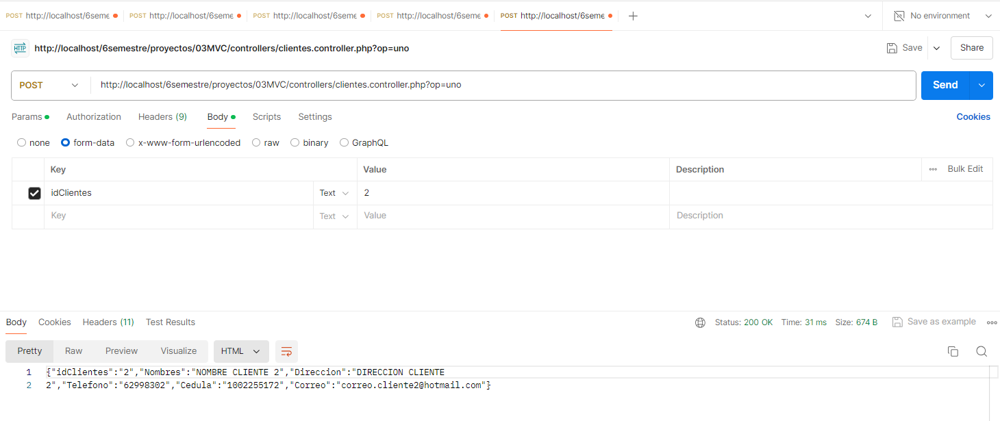 POST http://localhost/6seme POST http://localhost/6seme POST http://localhost/6seme POST http://localhost/6seme POST http://localhost/6seme No environment
HTTP http://localhost/6semestre/proyectos/03MVC/controllers/clientes.controller.php?op=uno Save Share
POST http://localhost/6semestre/proyectos/03MVC/controllers/clientes.controller.php?op=uno Send
Params Authorization Headers (9) Body Scripts Settings Cookies
none form-data x-www-form-urlencoded raw binary GraphQL
Key Value Description Bulk Edit
idClientes Text 2
Key Text Value Description
Body Cookies Headers (11) Test Results Status: 200 OK Time: 31 ms Size: 674 B Save as example
Pretty Raw Preview Visualize HTML
1 {"idClientes":"2","Nombres":"NOMBRE CLIENTE 2","Direccion":"DIRECCION CLIENTE
2 2","Telefono":"62998302","Cedula":"1002255172","Correo":"correo.cliente2@hotmail.com"}